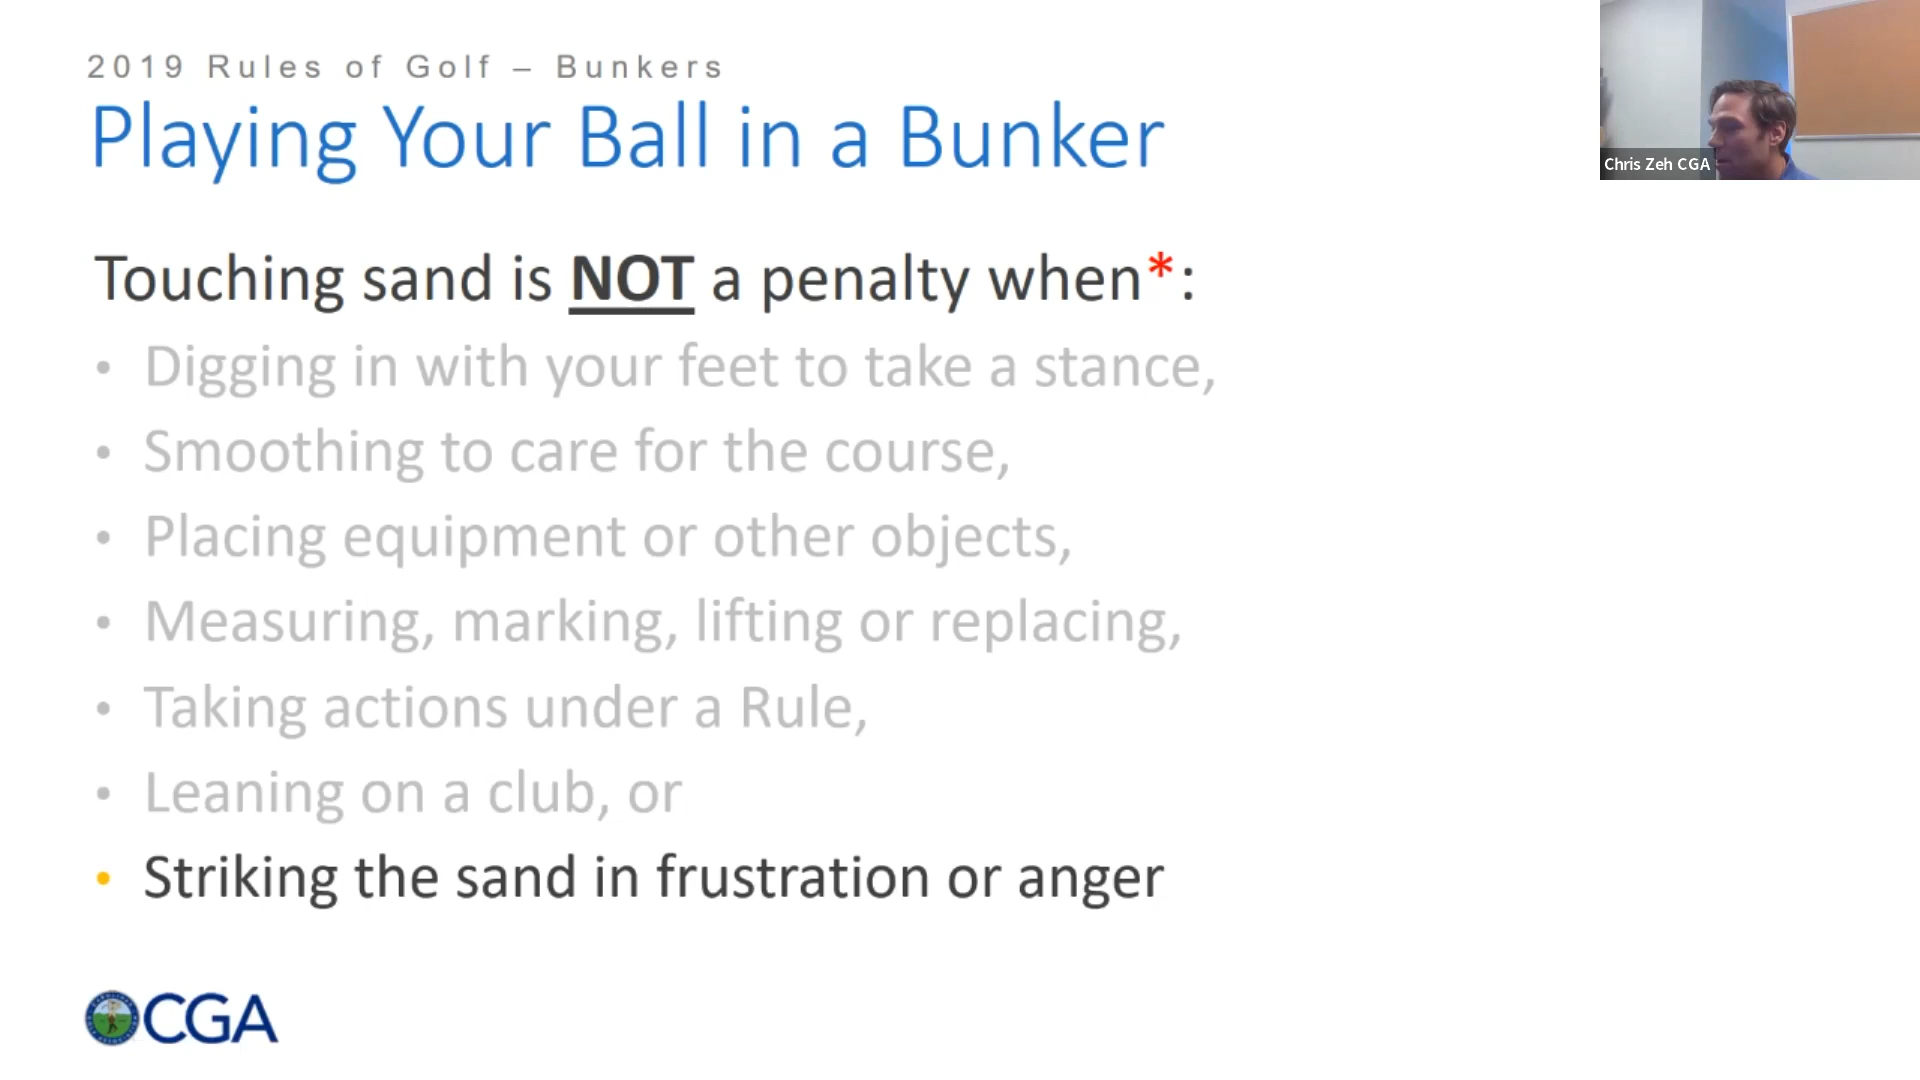 2019 Rules of Golf – Bunkers
Playing Your Ball in a Bunker
Chris Zeh CGA
Touching sand is NOT a penalty when*:
• Digging in with your feet to take a stance,
• Smoothing to care for the course,
• Placing equipment or other objects,
• Measuring, marking, lifting or replacing,
• Taking actions under a Rule,
• Leaning on a club, or
• Striking the sand in frustration or anger
CGA